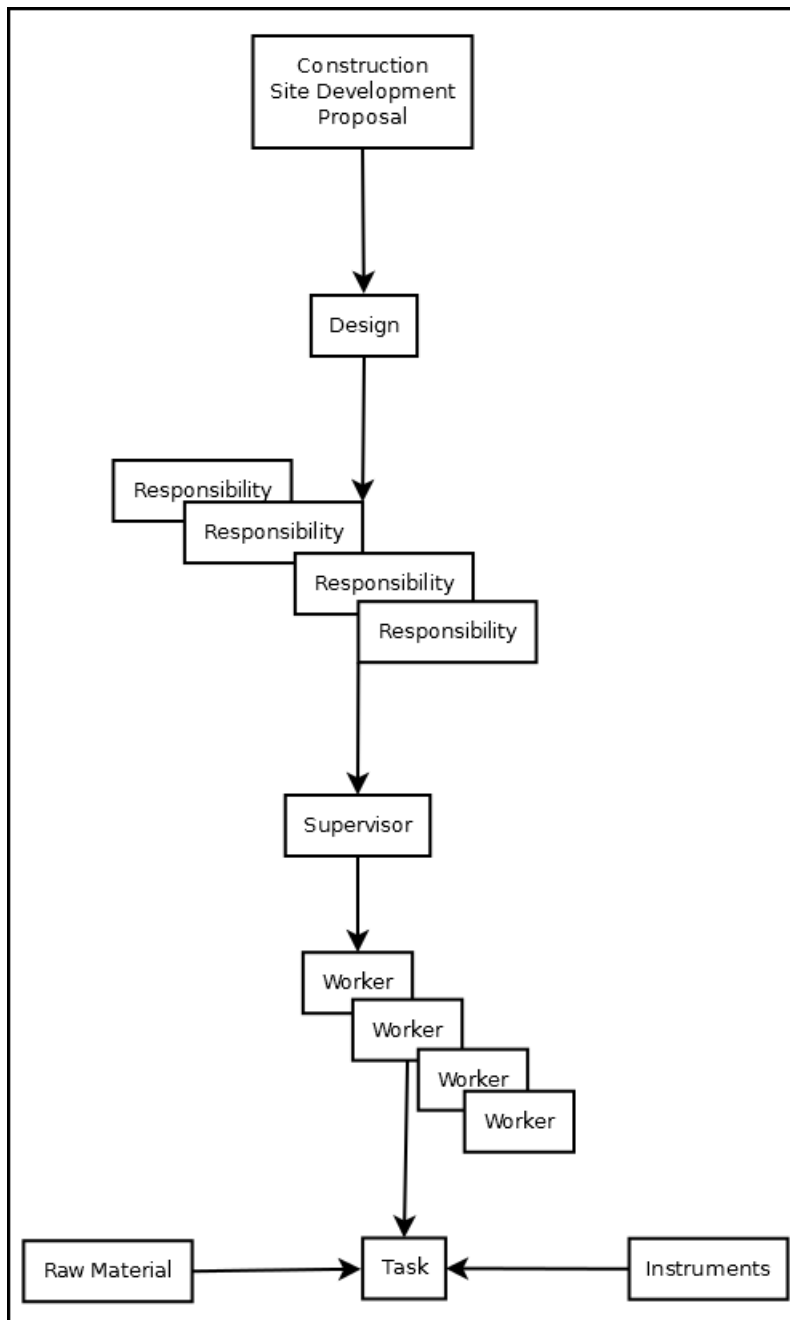 Construction
Site Development
Proposal
Design
Responsibility
Responsibility
Responsibility
Responsibility
Supervisor
Worker
Worker
Worker
Worker
Raw Material
Task
Instruments